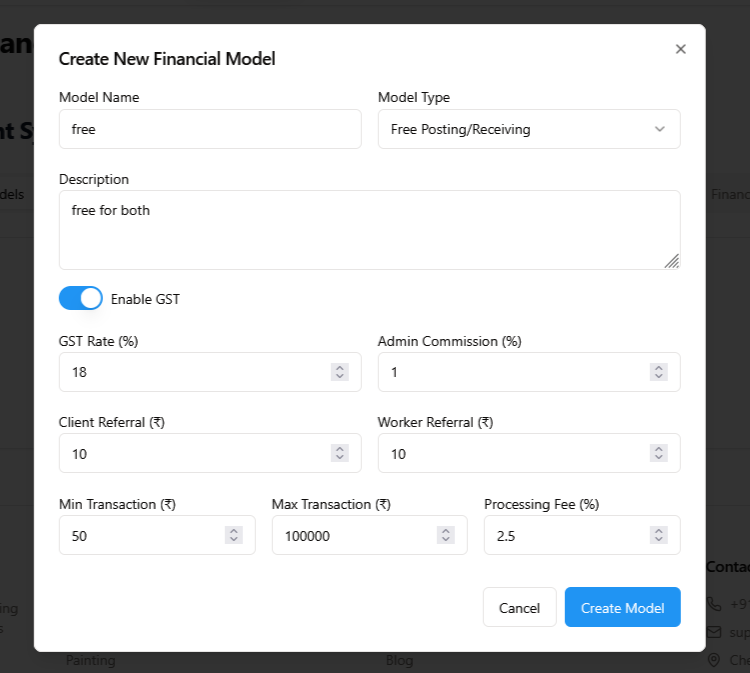 Create New Financial Model
Model Name
Model Type
free
Free Posting/Receiving
Description
free for both
Enable GST
GST Rate (%)
Admin Commission (%)
18
1
Client Referral (₹)
Worker Referral (₹)
10
10
Min Transaction (₹)
Max Transaction (₹)
Processing Fee (%)
50
100000
2.5
Cancel
Create Model
Painting
Blog